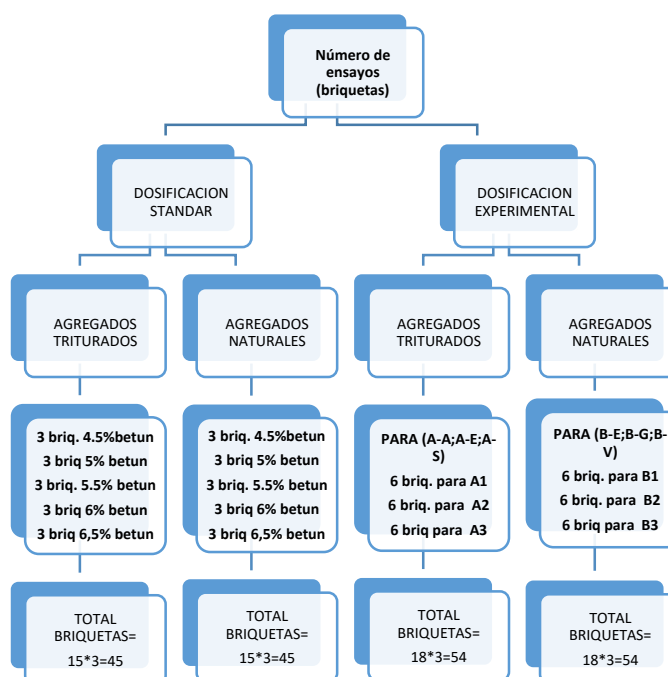 Número de
ensayos
(briquetas)
DOSIFICACION
STANDAR
DOSIFICACION
EXPERIMENTAL
AGREGADOS
TRITURADOS
AGREGADOS
NATURALES
AGREGADOS
TRITURADOS
AGREGADOS
NATURALES
3 briq. 4.5%betun
3 briq 5% betun
3 briq. 5.5% betun
3 briq 6% betun
3 briq 6,5% betun
3 briq. 4.5%betun
3 briq 5% betun
3 briq. 5.5% betun
3 briq 6% betun
3 briq 6,5% betun
PARA (A-A;A-E;A-
S)
6 briq. para A1
6 briq. para A2
6 briq para A3
PARA (B-E;B-G;B-
V)
6 briq. para B1
6 briq. para B2
6 briq para B3
TOTAL
BRIQUETAS=
15*3=45
TOTAL
BRIQUETAS=
15*3=45
TOTAL
BRIQUETAS=
18*3=54
TOTAL
BRIQUETAS=
18*3=54